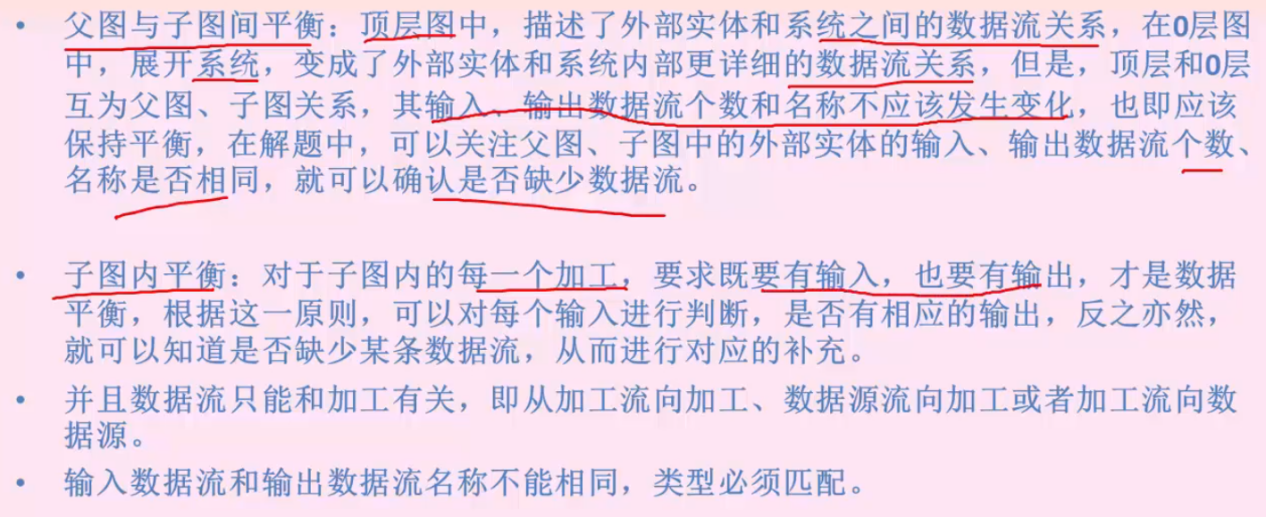 • 父图与子图间平衡：顶层图中，描述了外部实体和系统之间的数据流关系，在0层图
中，展开系统，变成了外部实体和系统内部更详细的数据流关系，但是，顶层和0层
互为父图、子图关系，其输入、输出数据流个数和名称不应该发生变化，也即应该
保持平衡，在解题中，可以关注父图、子图中的外部实体的输入、输出数据流个数、
名称是否相同，就可以确认是否缺少数据流。
• 子图内平衡：对于子图内的每一个加工，要求既要有输入，也要有输出，才是数据
平衡，根据这一原则，可以对每个输入进行判断，是否有相应的输出，反之亦然，
就可以知道是否缺少某条数据流，从而进行对应的补充。
• 并且数据流只能和加工有关，即从加工流向加工、数据源流向加工或者加工流向数
据源。
• 输入数据流和输出数据流名称不能相同，类型必须匹配。